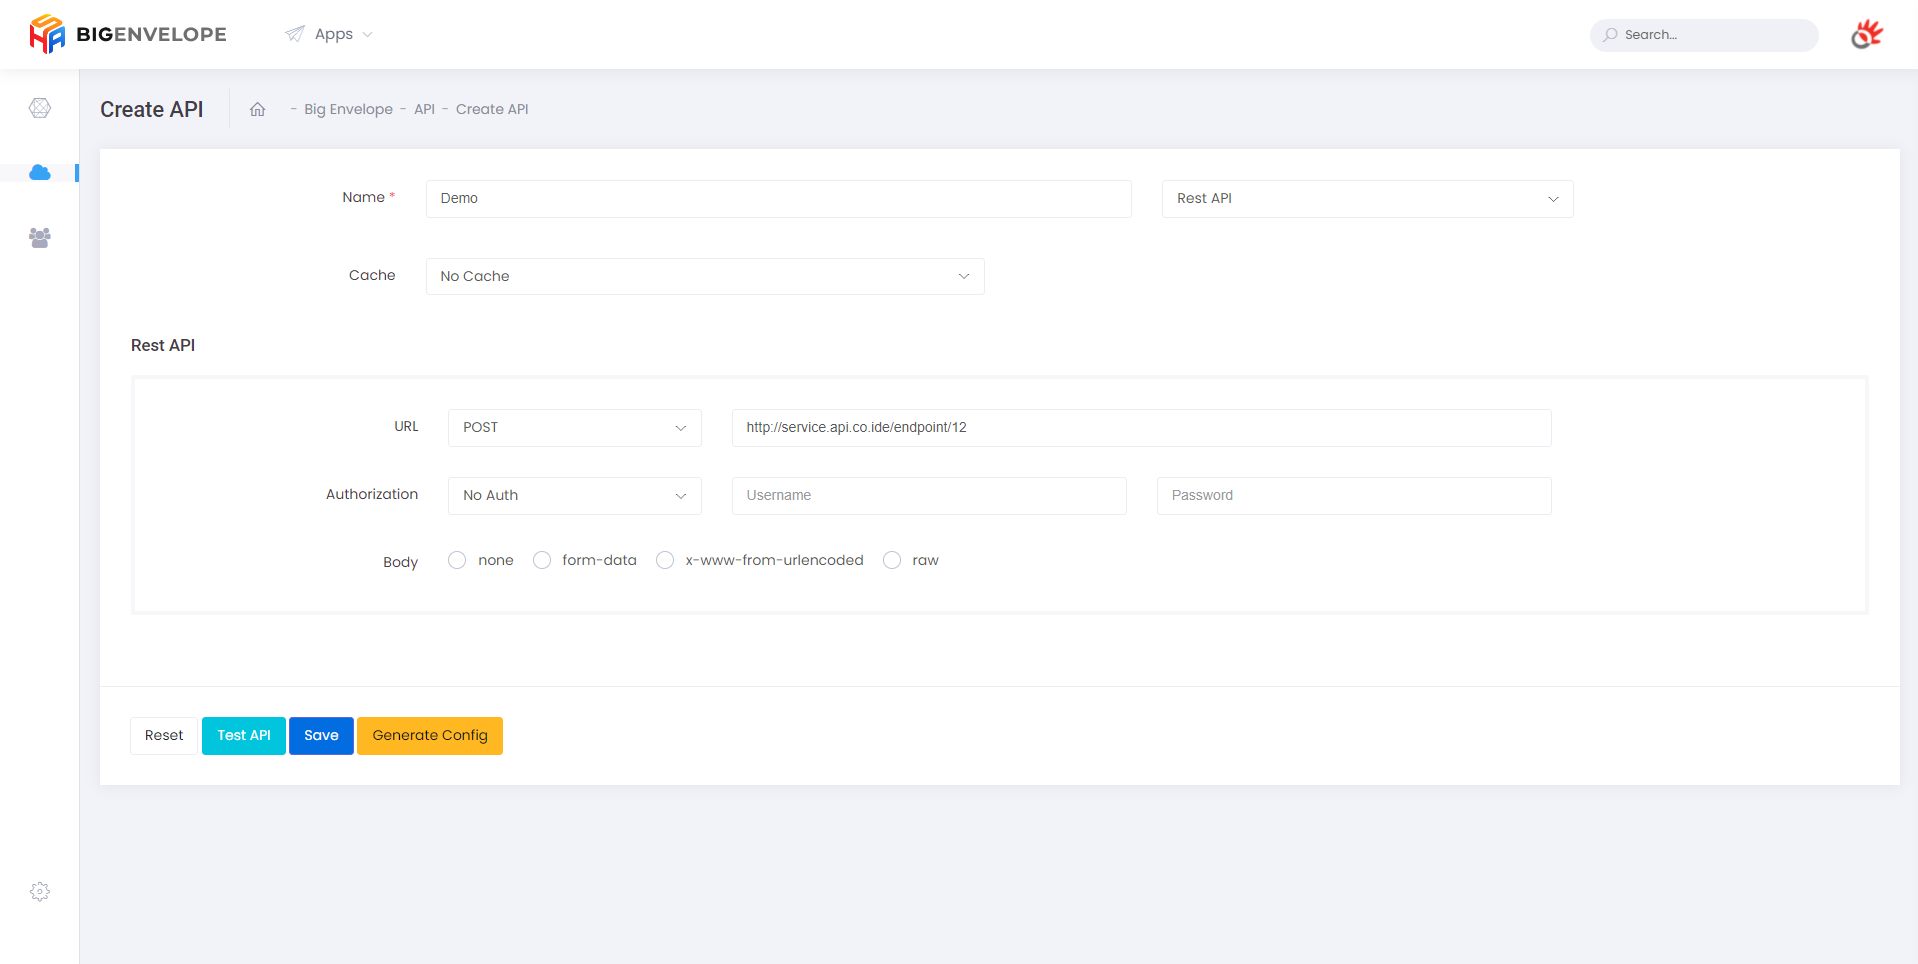 BIGENVELOPE
Apps
Search...
Create API
- Big Envelope - API - Create API
Name *
Demo
Rest API
Cache
No Cache
Rest API
URL
POST
http://service.api.co.ide/endpoint/12
Authorization
No Auth
Username
Password
Body
none
form-data
x-www-from-urlencoded
raw
Reset
Test API
Save
Generate Config